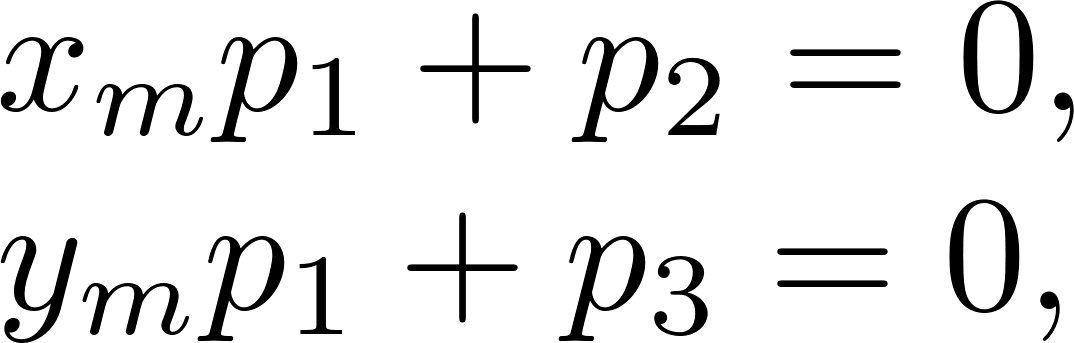 x_m p_1 + p_2 = 0,
y_m p_1 + p_3 = 0,